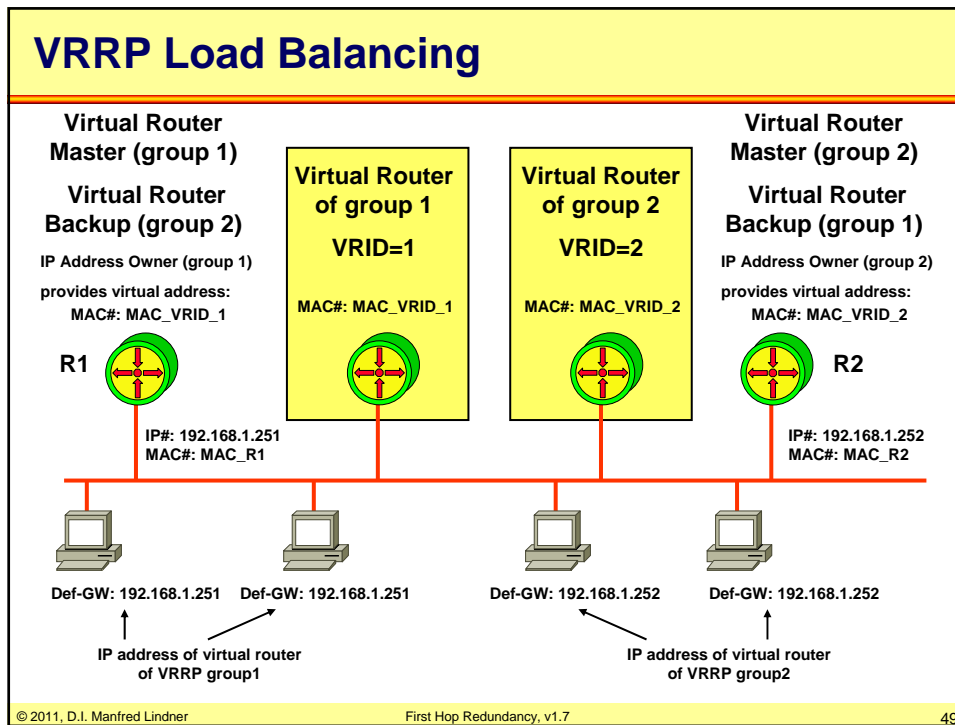 VRRP Load Balancing
Virtual Router
Master (group 1)
Virtual Router
Backup (group 2)
IP Address Owner (group 1)
provides virtual address:
MAC#: MAC_VRID_1
R1
IP#: 192.168.1.251
MAC#: MAC_R1
Virtual Router
of group 1
VRID=1
MAC#: MAC_VRID_1
Virtual Router
of group 2
VRID=2
MAC#: MAC_VRID_2
Virtual Router
Master (group 2)
Virtual Router
Backup (group 1)
IP Address Owner (group 2)
provides virtual address:
MAC#: MAC_VRID_2
R2
IP#: 192.168.1.252
MAC#: MAC_R2
Def-GW: 192.168.1.251
Def-GW: 192.168.1.251
Def-GW: 192.168.1.252
Def-GW: 192.168.1.252
IP address of virtual router
of VRRP group1
IP address of virtual router
of VRRP group2
© 2011, D.I. Manfred Lindner
First Hop Redundancy, v1.7
49